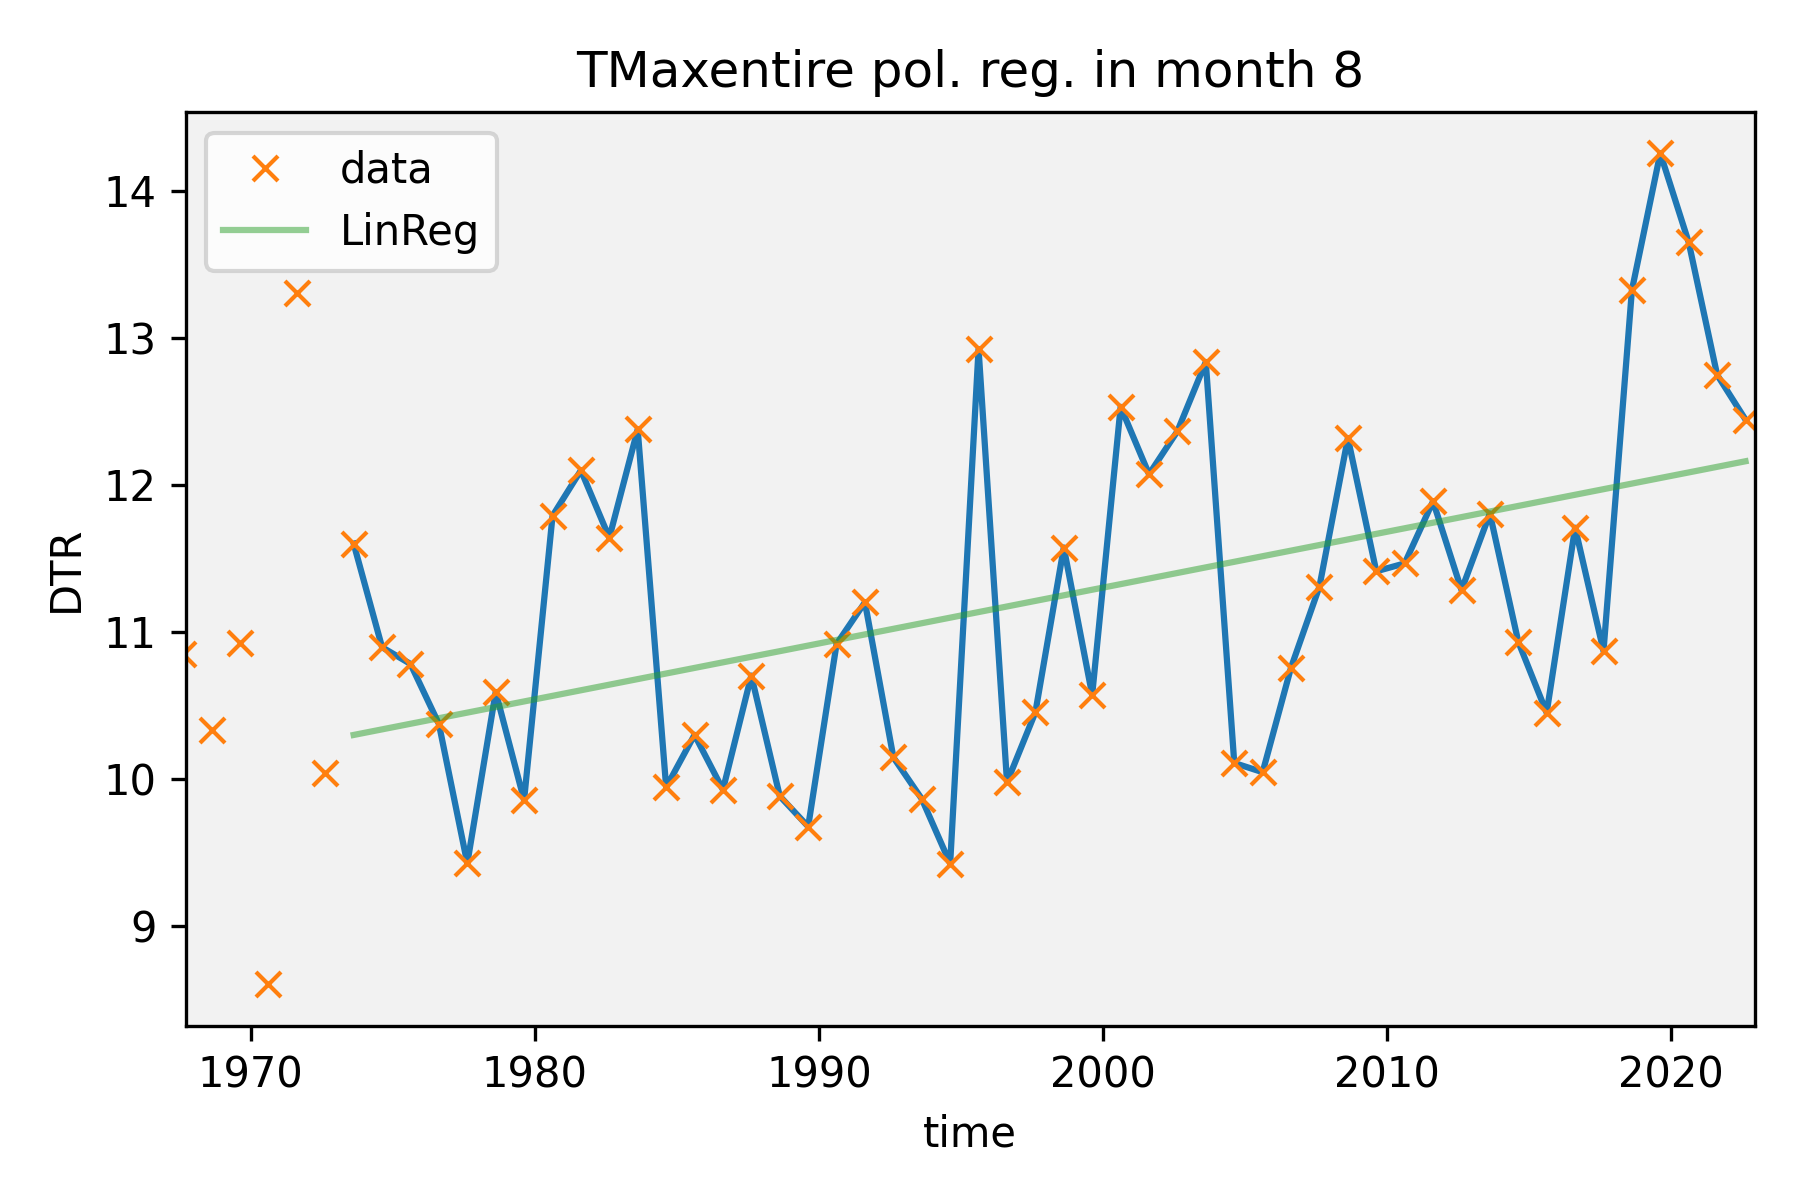 TMaxentire pol. reg. in month 8
data
LinReg
14
13
12
11
10
9
DTR
1970 1980 1990 2000 2010 2020
time